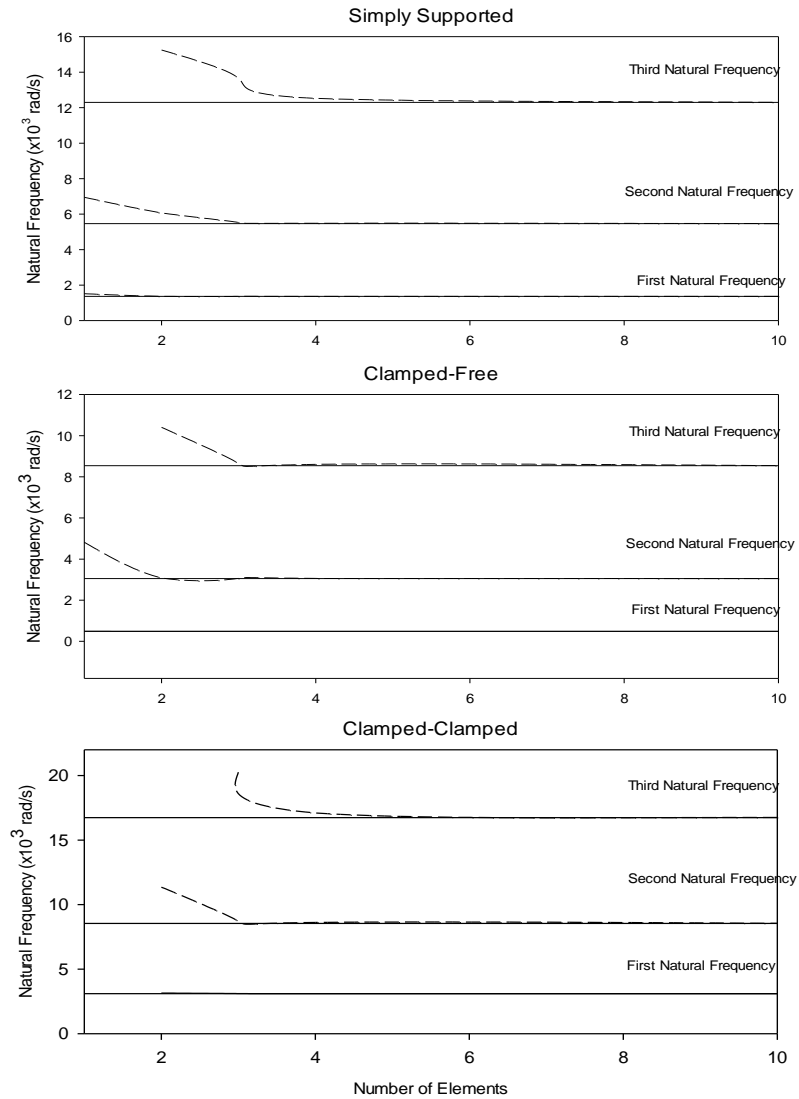 Simply Supported
Natural Frequency (x10³ rad/s)
16
14
12
10
8
6
4
2
0
Third Natural Frequency
Second Natural Frequency
First Natural Frequency
2
4
6
8
10
Clamped-Free
Natural Frequency (x10³ rad/s)
12
10
8
6
4
2
0
Third Natural Frequency
Second Natural Frequency
First Natural Frequency
2
4
6
8
10
Clamped-Clamped
Natural Frequency (x10³ rad/s)
20
15
10
5
0
Third Natural Frequency
Second Natural Frequency
First Natural Frequency
2
4
6
8
10
Number of Elements